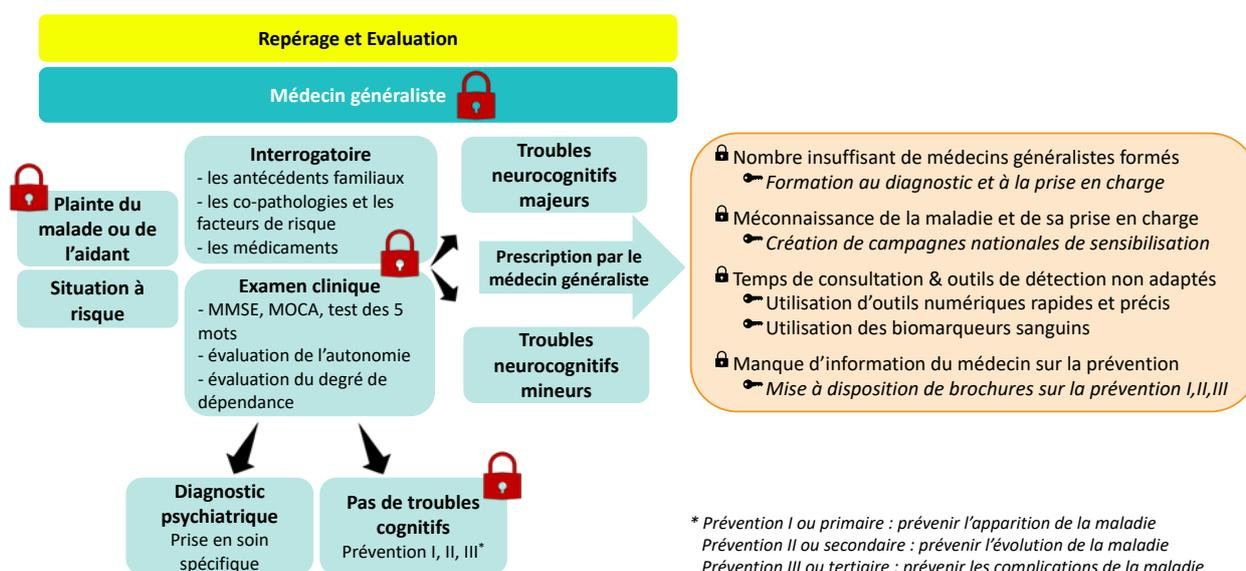 Repérage et Evaluation
Médecin généraliste
Plainte du
malade ou de
l'aidant
Situation à
risque
Interrogatoire
- les antécédents familiaux
- les co-pathologies et les
facteurs de risque
- les médicaments
Examen clinique
- MMSE, MOCA, test des 5
mots
- évaluation de l'autonomie
- évaluation du degré de
dépendance
Troubles
neurocognitifs
majeurs
Prescription par le
médecin généraliste
Troubles
neurocognitifs
mineurs
Diagnostic
psychiatrique
Prise en soin
spécifique
Pas de troubles
cognitifs
Prévention I, II, III*
Nombre insuffisant de médecins généralistes formés
Formation au diagnostic et à la prise en charge
Méconnaissance de la maladie et de sa prise en charge
Création de campagnes nationales de sensibilisation
Temps de consultation & outils de détection non adaptés
Utilisation d'outils numériques rapides et précis
Utilisation des biomarqueurs sanguins
Manque d'information du médecin sur la prévention
Mise à disposition de brochures sur la prévention I,II,III
* Prévention I ou primaire : prévenir l'apparition de la maladie
Prévention II ou secondaire : prévenir l'évolution de la maladie
Prévention III ou tertiaire : prévenir les complications de la maladie